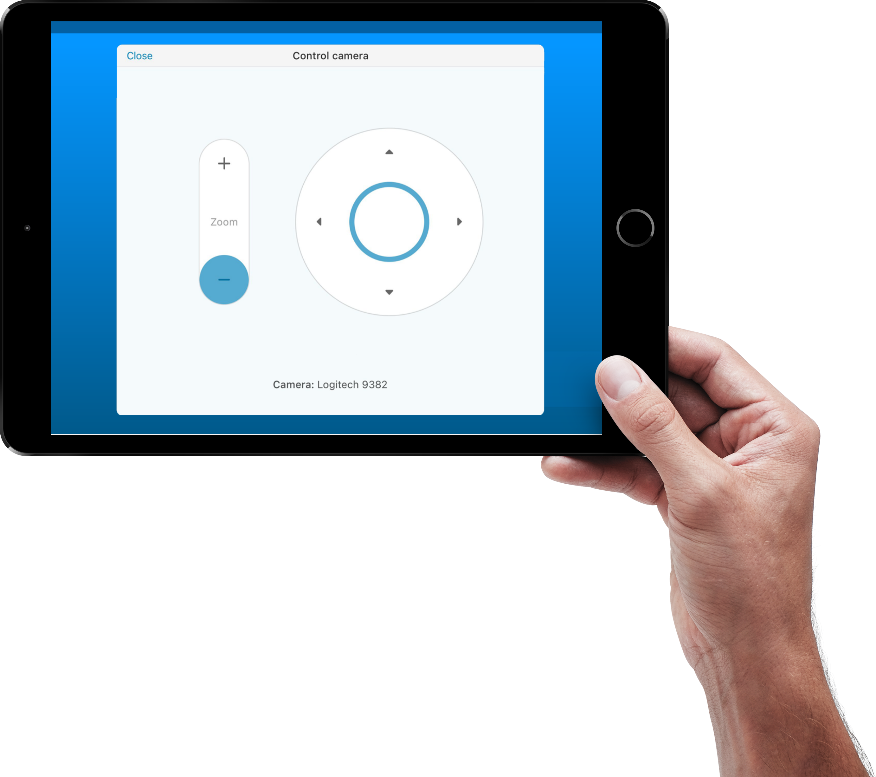 Close
Control camera
+
Zoom
−
Camera: Logitech 9382